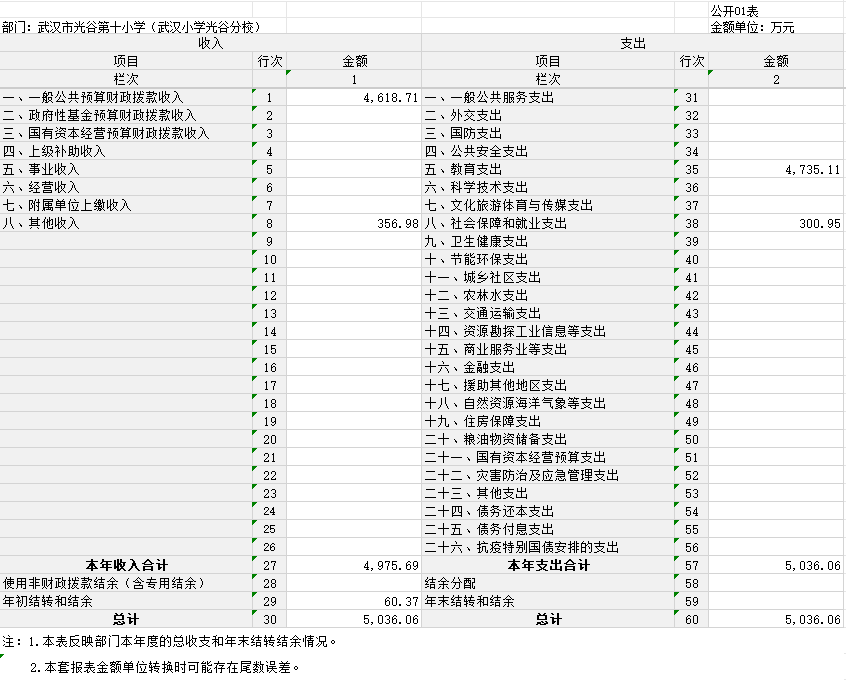 公开01表
部门：武汉市光谷第十小学（武汉小学光谷分校） 金额单位：万元
收入 支出
项目 行次 金额 项目 行次 金额
栏次 1 栏次 2
一、一般公共预算财政拨款收入 1 4,618.71 一、一般公共服务支出 31
二、政府性基金预算财政拨款收入 2 二、外交支出 32
三、国有资本经营预算财政拨款收入 3 三、国防支出 33
四、上级补助收入 4 四、公共安全支出 34
五、事业收入 5 五、教育支出 35 4,735.11
六、经营收入 6 六、科学技术支出 36
七、附属单位上缴收入 7 七、文化旅游体育与传媒支出 37
八、其他收入 8 356.98 八、社会保障和就业支出 38 300.95
9 九、卫生健康支出 39
10 十、节能环保支出 40
11 十一、城乡社区支出 41
12 十二、农林水支出 42
13 十三、交通运输支出 43
14 十四、资源勘探工业信息等支出 44
15 十五、商业服务业等支出 45
16 十六、金融支出 46
17 十七、援助其他地区支出 47
18 十八、自然资源海洋气象等支出 48
19 十九、住房保障支出 49
20 二十、粮油物资储备支出 50
21 二十一、国有资本经营预算支出 51
22 二十二、灾害防治及应急管理支出 52
23 二十三、其他支出 53
24 二十四、债务还本支出 54
25 二十五、债务付息支出 55
26 二十六、抗疫特别国债安排的支出 56
本年收入合计 27 4,975.69 本年支出合计 57 5,036.06
使用非财政拨款结余（含专用结余） 28 结余分配 58
年初结转和结余 29 60.37 年末结转和结余 59
总计 30 5,036.06 总计 60 5,036.06
注：1.本表反映部门本年度的总收支和年末结转结余情况。
2.本套报表金额单位转换时可能存在尾数误差。